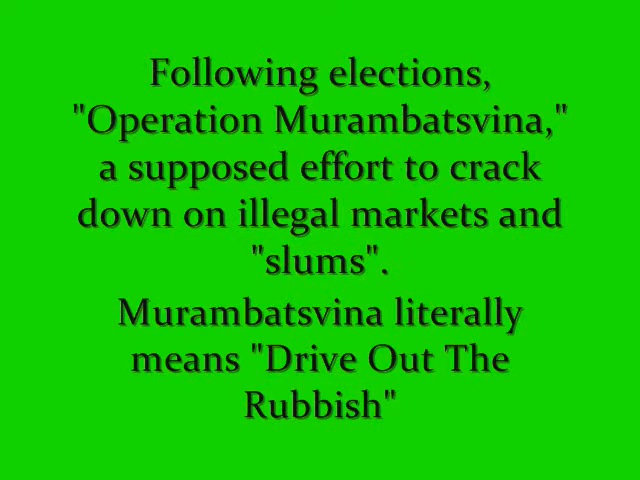 Following elections,
"Operation Murambatsvina,"
a supposed effort to crack
down on illegal markets and
"slums".
Murambatsvina literally
means "Drive Out The
Rubbish"